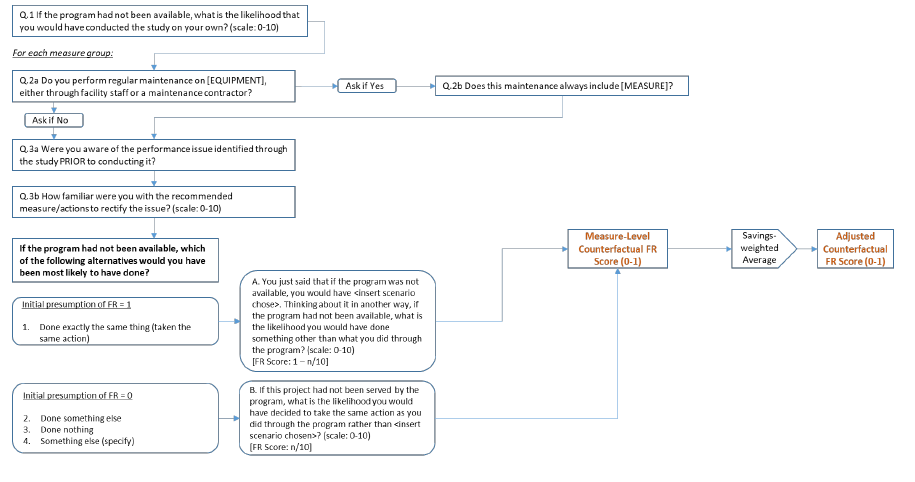 Q.1 If the program had not been available, what is the likelihood that
you would have conducted the study on your own? (scale: 0-10)
For each measure group:
Q.2a Do you perform regular maintenance on [EQUIPMENT],
either through facility staff or a maintenance contractor?
Ask if Yes
Q.2b Does this maintenance always include [MEASURE]?
Ask if No
Q.3a Were you aware of the performance issue identified through
the study PRIOR to conducting it?
Q.3b How familiar were you with the recommended
measure/actions to rectify the issue? (scale: 0-10)
If the program had not been available, which
of the following alternatives would you have
been most likely to have done?
Initial presumption of FR = 1
1. Done exactly the same thing (taken the
same action)
A. You just said that if the program was not
available, you would have <insert scenario
chose>. Thinking about it in another way, if
the program had not been available, what is
the likelihood you would have done
something other than what you did through
the program? (scale: 0-10)
[FR Score: 1 – n/10]
Initial presumption of FR = 0
2. Done something else
3. Done nothing
4. Something else (specify)
B. If this project had not been served by the
program, what is the likelihood you would
have decided to take the same action as you
did through the program rather than <insert
scenario chosen>? (scale: 0-10)
[FR Score: n/10]
Measure-Level
Counterfactual FR
Score (0-1)
Savings-
weighted
Average
Adjusted
Counterfactual
FR Score (0-1)